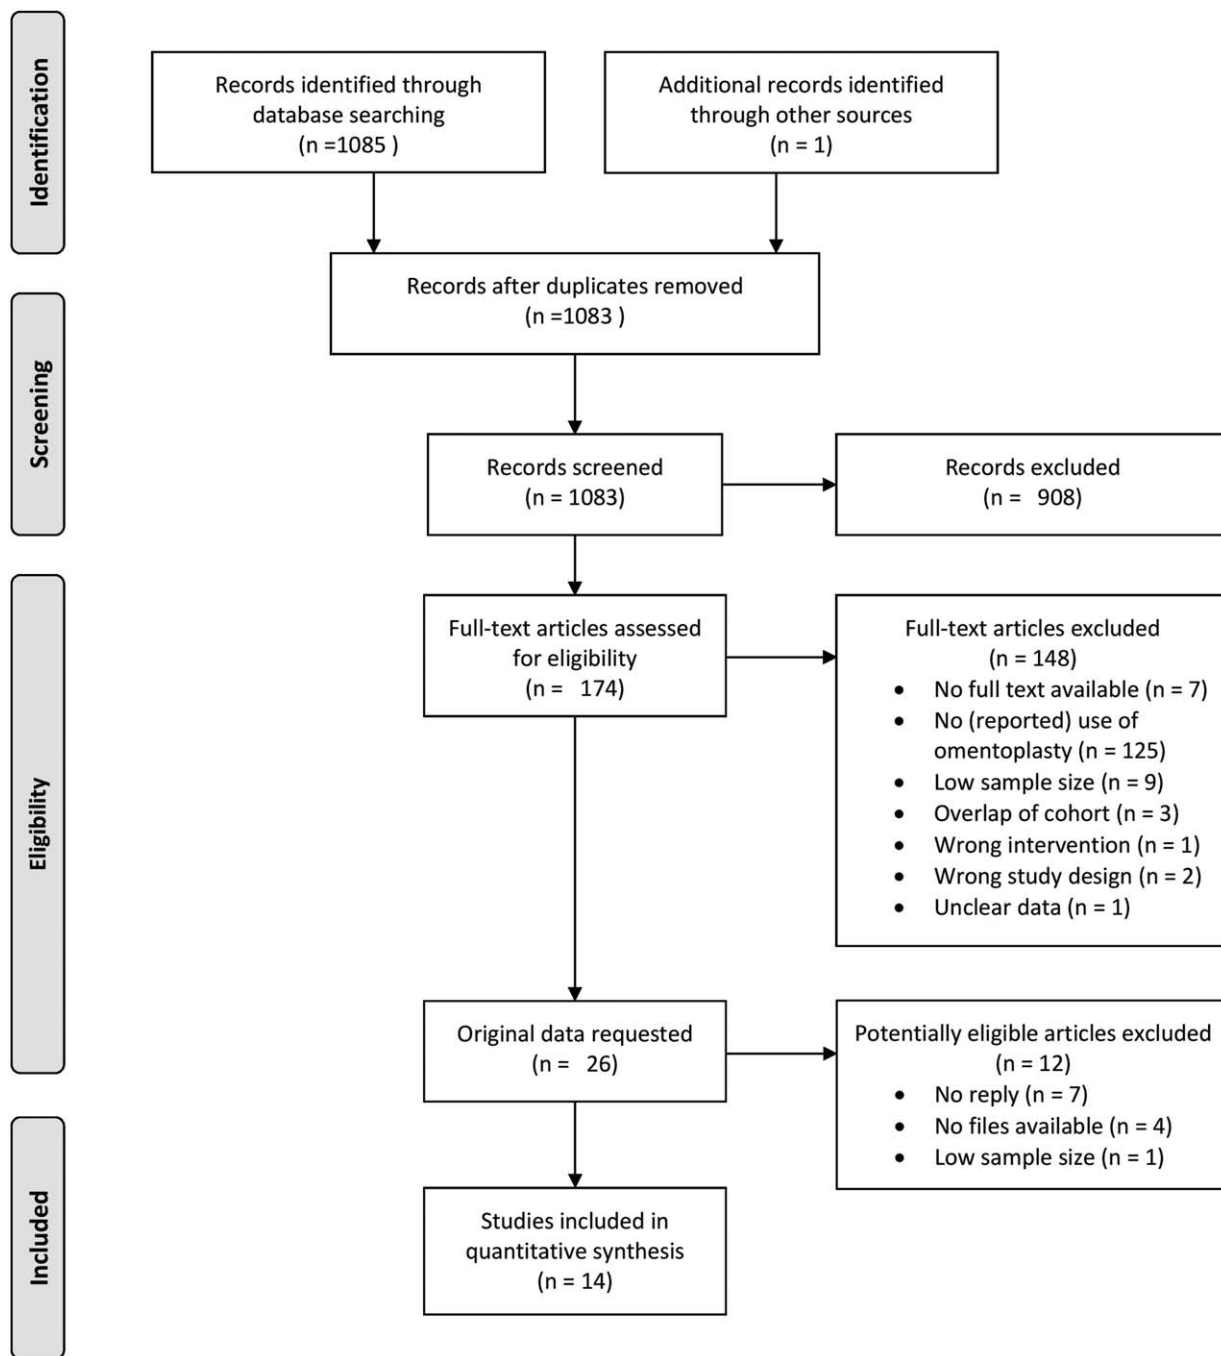 Identification
Records identified through
database searching
(n =1085 )
Additional records identified
through other sources
(n = 1)
Records after duplicates removed
(n =1083 )
Screening
Records screened
(n = 1083)
Records excluded
(n =   908)
Eligibility
Full-text articles assessed
for eligibility
(n =   174)
Full-text articles excluded
(n = 148)
• No full text available (n = 7)
• No (reported) use of
omentoplasty (n = 125)
• Low sample size (n = 9)
• Overlap of cohort (n = 3)
• Wrong intervention (n = 1)
• Wrong study design (n = 2)
• Unclear data (n = 1)
Original data requested
(n =   26)
Potentially eligible articles excluded
(n = 12)
• No reply (n = 7)
• No files available (n = 4)
• Low sample size (n = 1)
Included
Studies included in
quantitative synthesis
(n = 14)